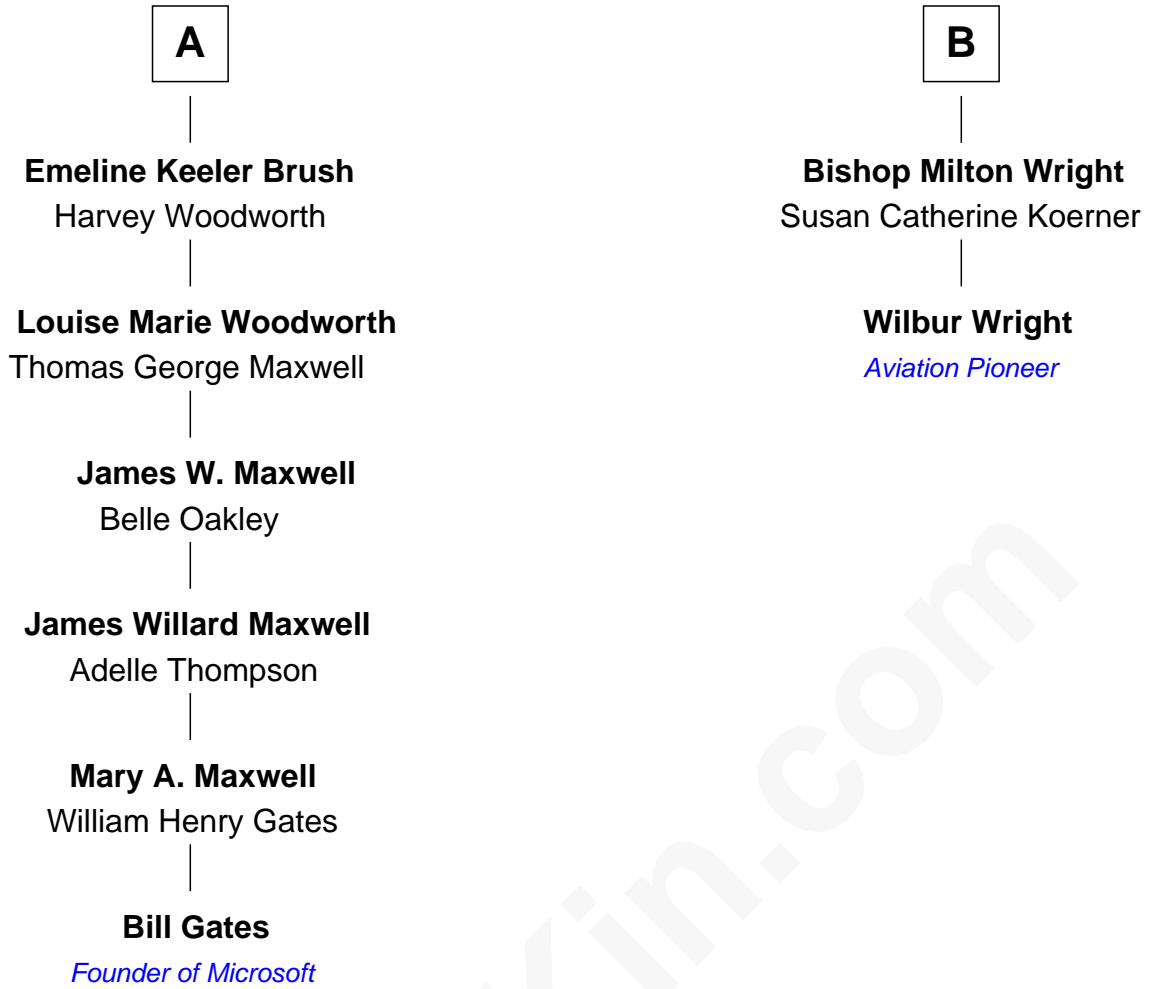 A
Emeline Keeler Brush
Harvey Woodworth
Louise Marie Woodworth
Thomas George Maxwell
James W. Maxwell
Belle Oakley
James Willard Maxwell
Adelle Thompson
Mary A. Maxwell
William Henry Gates
Bill Gates
Founder of Microsoft
B
Bishop Milton Wright
Susan Catherine Koerner
Wilbur Wright
Aviation Pioneer
Kin.com